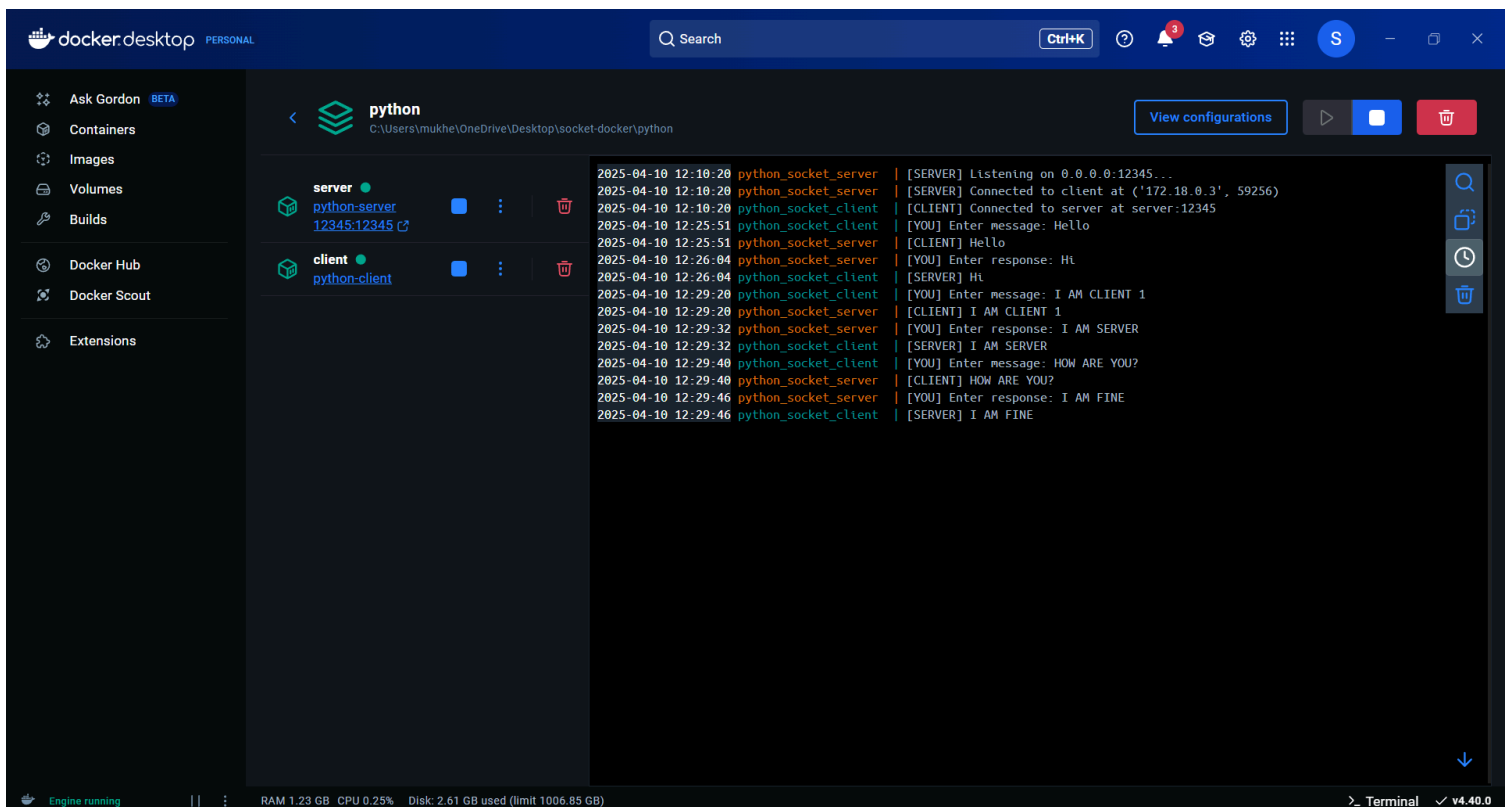 docker.desktop PERSONAL
Search
Ctrl+K
3
S
Ask Gordon BETA
Containers
Images
Volumes
Builds
Docker Hub
Docker Scout
Extensions
python
C:\Users\mukhe\OneDrive\Desktop\socket-docker\python
View configurations
server
python-server
12345:12345
client
python-client
2025-04-10 12:10:20 python_socket_server | [SERVER] Listening on 0.0.0.0:12345...
2025-04-10 12:10:20 python_socket_server | [SERVER] Connected to client at ('172.18.0.3', 59256)
2025-04-10 12:10:20 python_socket_client | [CLIENT] Connected to server at server:12345
2025-04-10 12:25:51 python_socket_client | [YOU] Enter message: Hello
2025-04-10 12:25:51 python_socket_server | [CLIENT] Hello
2025-04-10 12:26:04 python_socket_server | [YOU] Enter response: Hi
2025-04-10 12:26:04 python_socket_client | [SERVER] Hi
2025-04-10 12:29:20 python_socket_client | [YOU] Enter message: I AM CLIENT 1
2025-04-10 12:29:20 python_socket_server | [CLIENT] I AM CLIENT 1
2025-04-10 12:29:32 python_socket_server | [YOU] Enter response: I AM SERVER
2025-04-10 12:29:32 python_socket_client | [SERVER] I AM SERVER
2025-04-10 12:29:40 python_socket_client | [YOU] Enter message: HOW ARE YOU?
2025-04-10 12:29:40 python_socket_server | [CLIENT] HOW ARE YOU?
2025-04-10 12:29:46 python_socket_server | [YOU] Enter response: I AM FINE
2025-04-10 12:29:46 python_socket_client | [SERVER] I AM FINE
Engine running
RAM 1.23 GB CPU 0.25% Disk: 2.61 GB used (limit 1006.85 GB)
>_ Terminal
v4.40.0